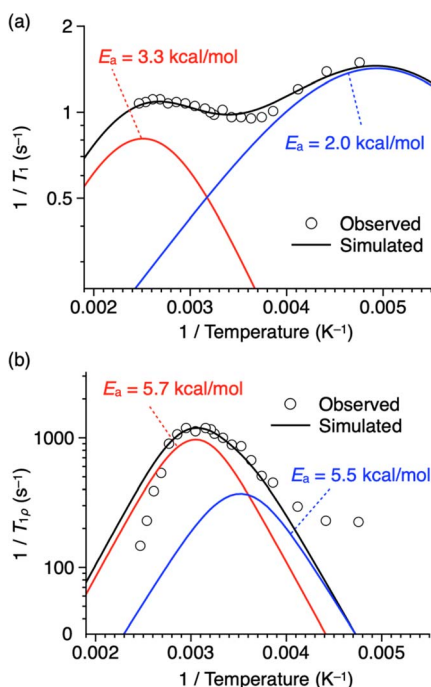 (a)
2
Eₐ = 3.3 kcal/mol
1
Eₐ = 2.0 kcal/mol
0.5
1 / T₁ (s⁻¹)
Observed
Simulated
0.002 0.003 0.004 0.005
1 / Temperature (K⁻¹)
(b)
Eₐ = 5.7 kcal/mol
Observed
Simulated
1000
Eₐ = 5.5 kcal/mol
1 / T₁ρ (s⁻¹)
100
0
0.002 0.003 0.004 0.005
1 / Temperature (K⁻¹)